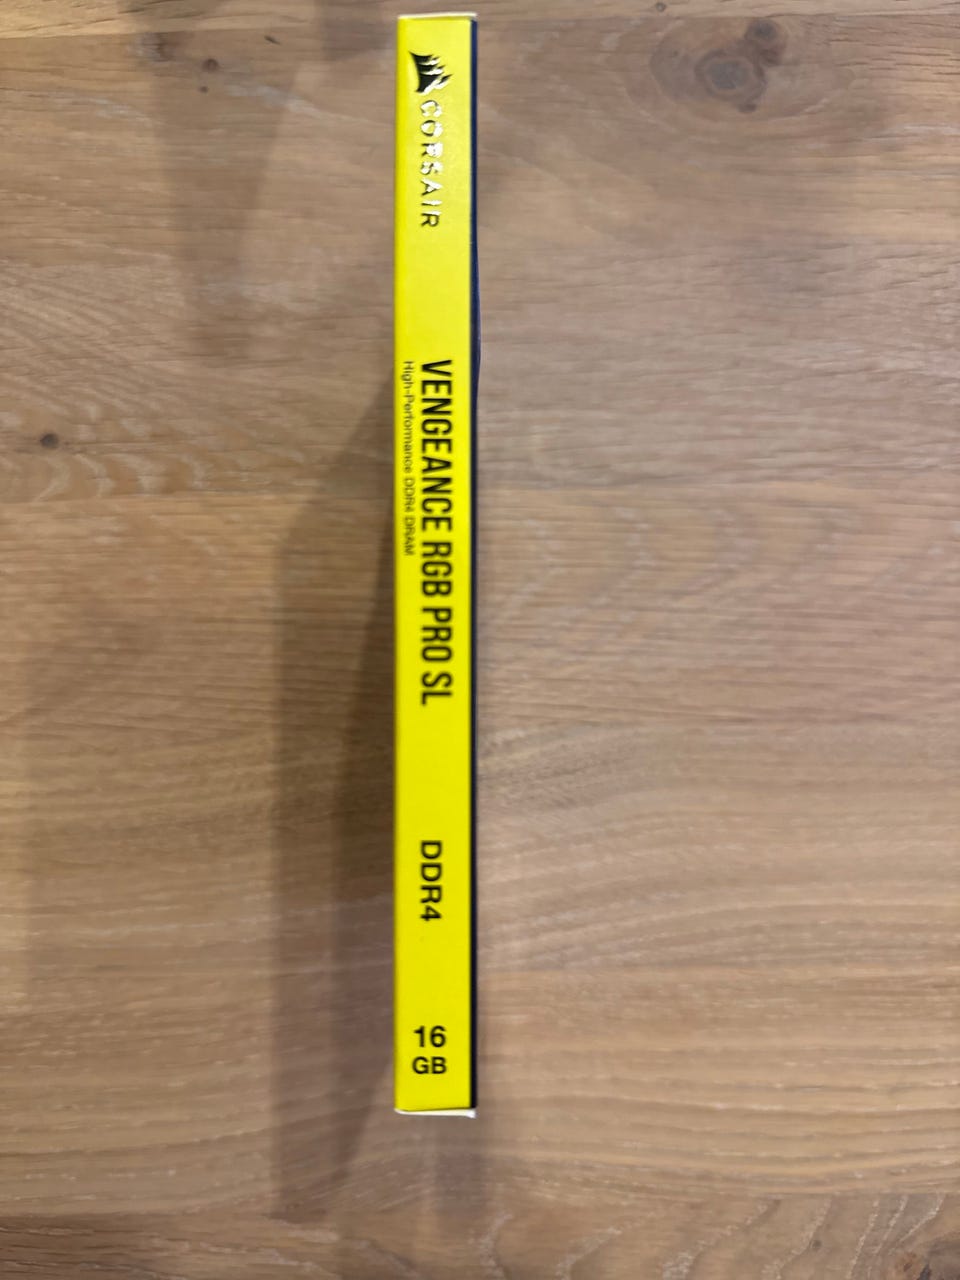 CORSAIR
VENGEANCE RGB PRO SL
High-Performance DDR4 DRAM
DDR4
16
GB